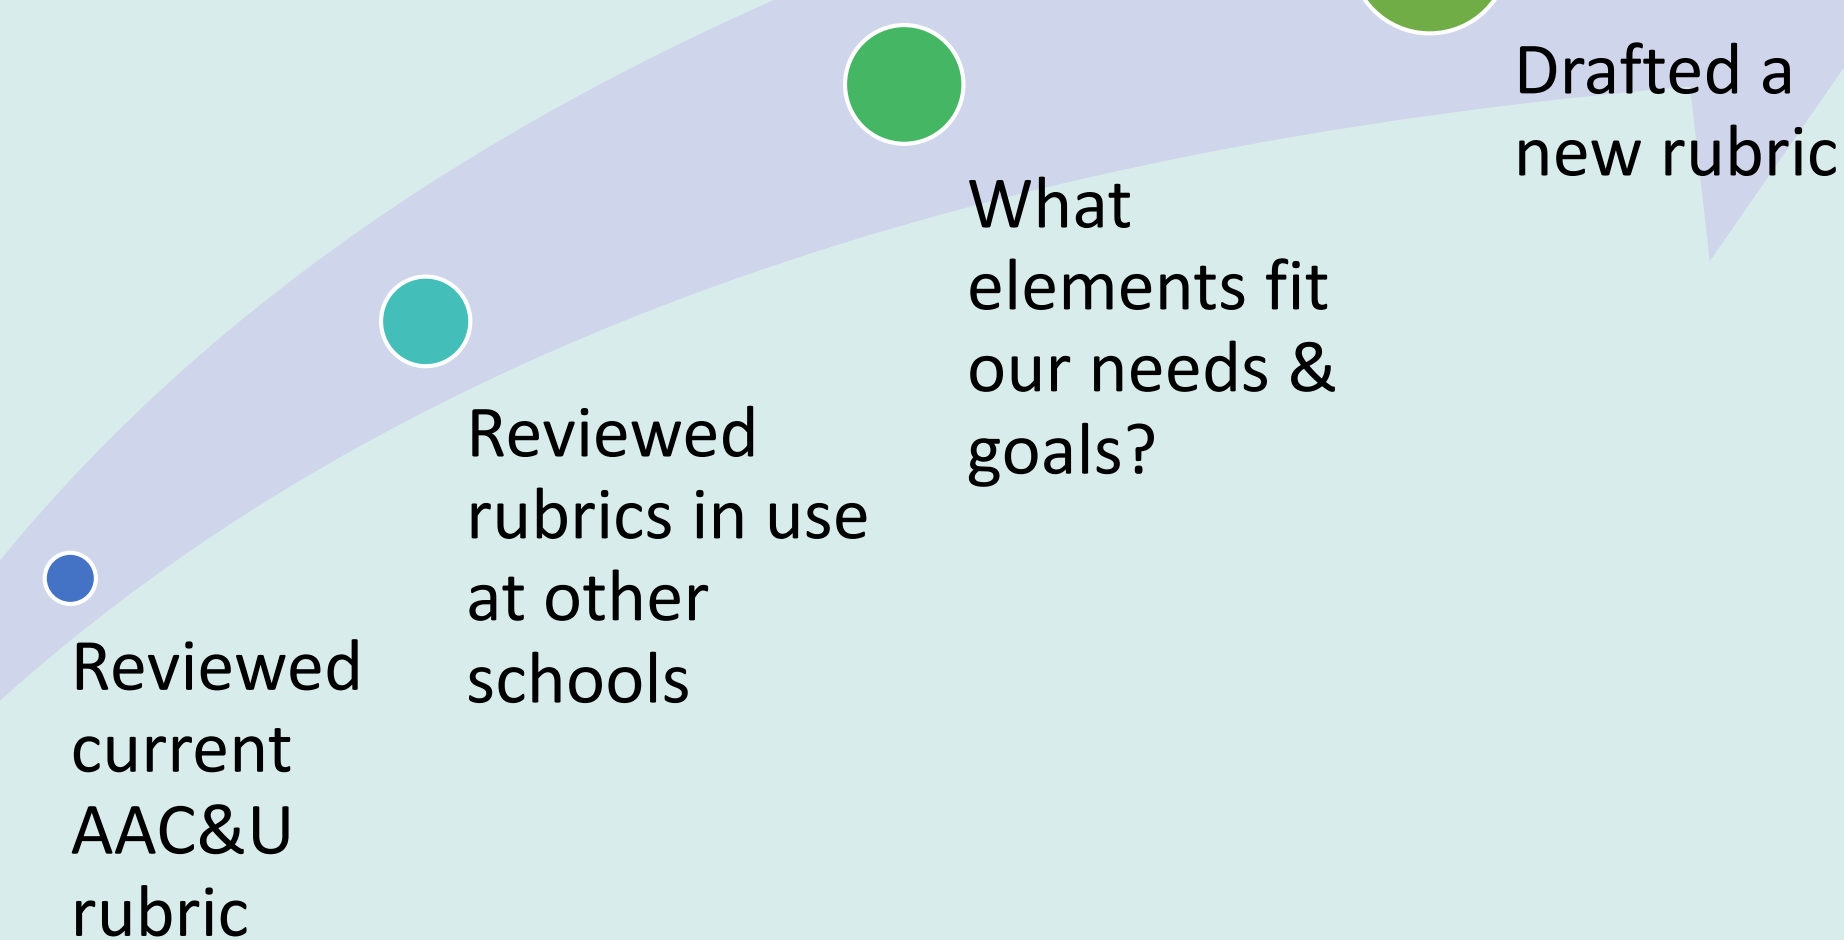 Reviewed
current
AAC&U
rubric
Reviewed
rubrics in use
at other
schools
What
elements fit
our needs &
goals?
Drafted a
new rubric